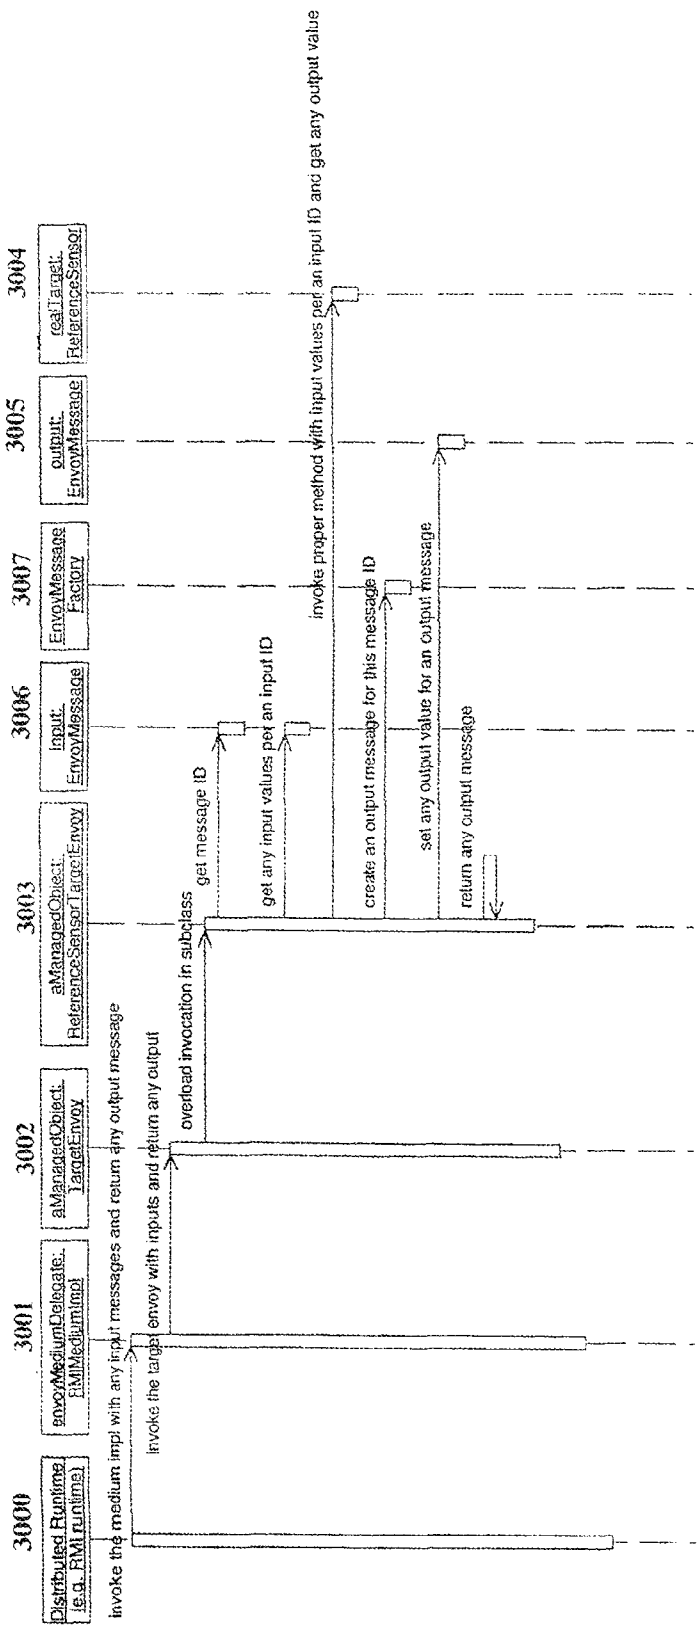 3000
Distributed Runtime
(e.g. RMI runtime)
3001
envoyMediumDelegate:
RMIMediumImpl
3002
aManagedObject:
TargetEnvoy
3003
aManagedObject:
ReferenceSensorTargetEnvoy
3006
input:
EnvoyMessage
3007
EnvoyMessage
Factory
3005
output:
EnvoyMessage
3004
realTarget:
ReferenceSensor
invoke the medium impl with any input messages and return any output message
invoke the target envoy with inputs and return any output
overload invocation in subclass
get message ID
get any input values per an input ID
invoke proper method with input values per an input ID and get any output value
create an output message for this message ID
set any output value for an output message
return any output message